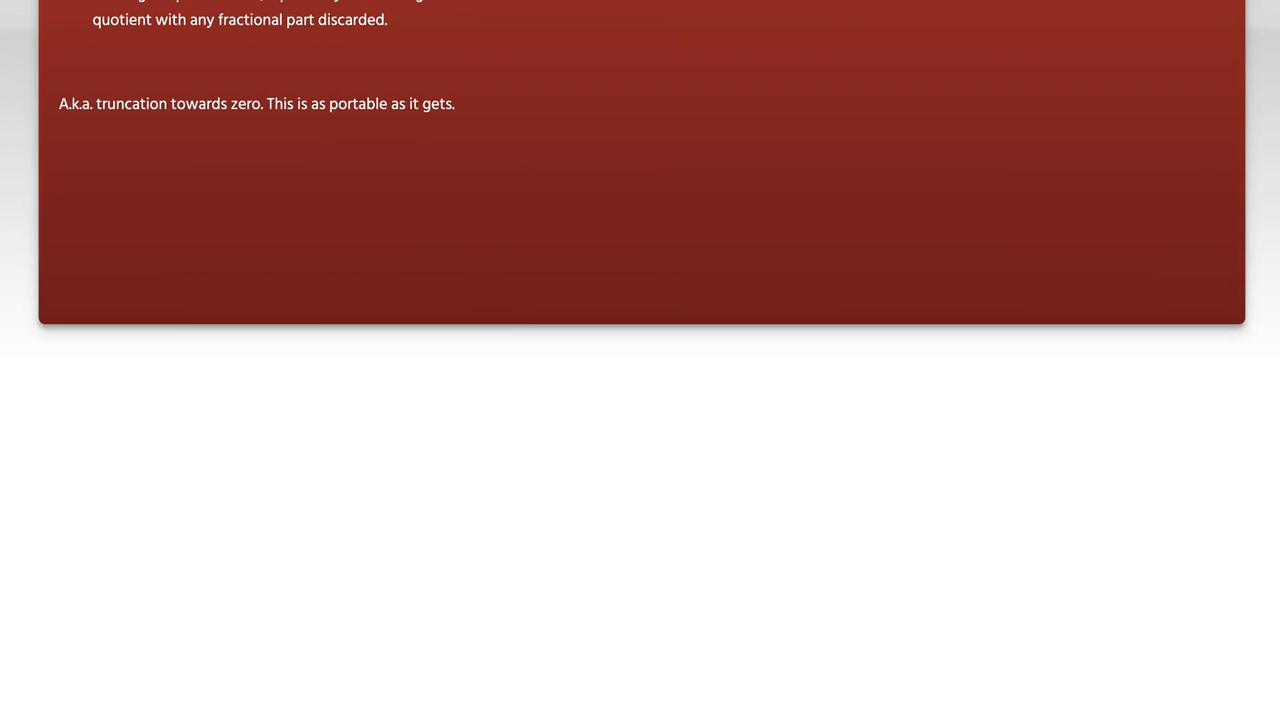 quotient with any fractional part discarded.
A.k.a. truncation towards zero. This is as portable as it gets.